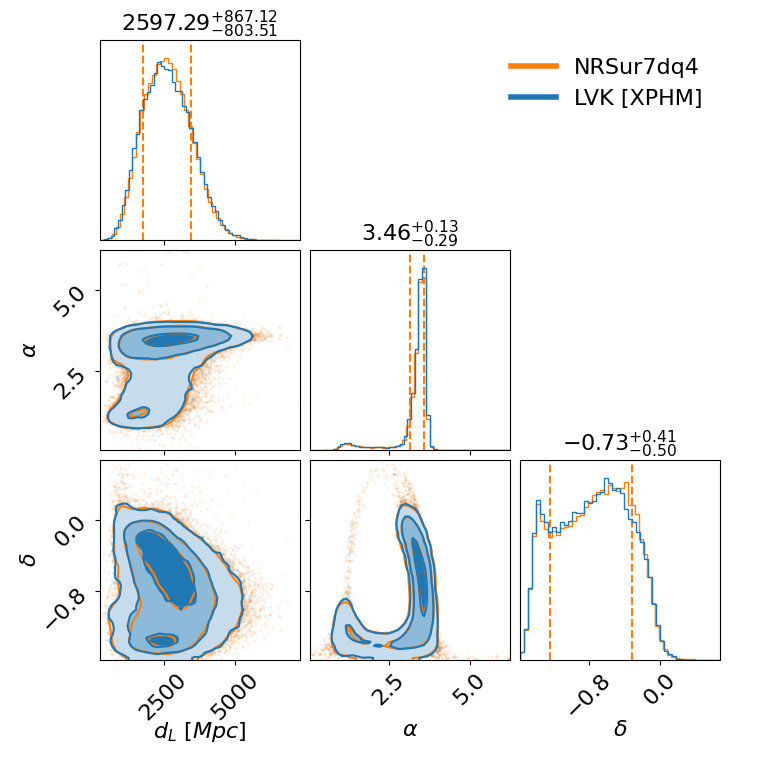 2597.29+867.12−803.51
NRSur7dq4
LVK [XPHM]
3.46+0.13−0.29
5.0
α
2.5
−0.73+0.41−0.50
0.0
δ
−0.8
2500
5000
2.5
5.0
−0.8
0.0
dL [Mpc]
α
δ